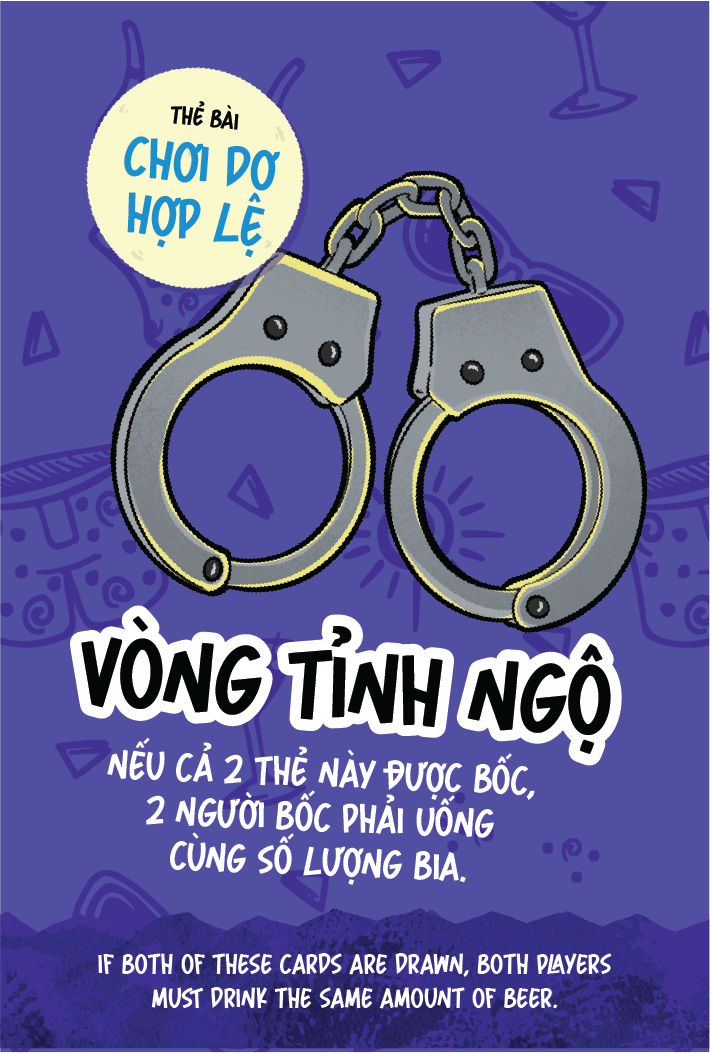 THẺ BÀI
CHƠI DƠ
HỢP LỆ
VÒNG TỈNH NGỘ
NẾU CẢ 2 THẺ NÀY ĐƯỢC BỐC,
2 NGƯỜI BỐC PHẢI UỐNG
CÙNG SỐ LƯỢNG BIA.
IF BOTH OF THESE CARDS ARE DRAWN, BOTH PLAYERS
MUST DRINK THE SAME AMOUNT OF BEER.